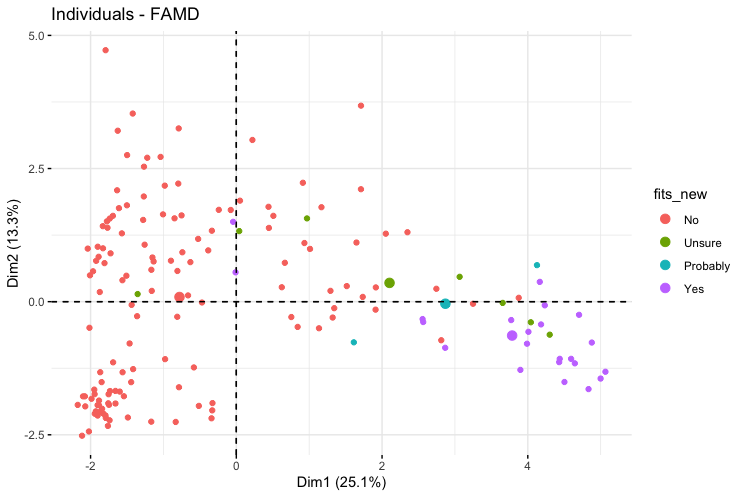 Individuals - FAMD
5.0
2.5
0.0
-2.5
Dim2 (13.3%)
-2
0
2
4
Dim1 (25.1%)
fits_new
No
Unsure
Probably
Yes